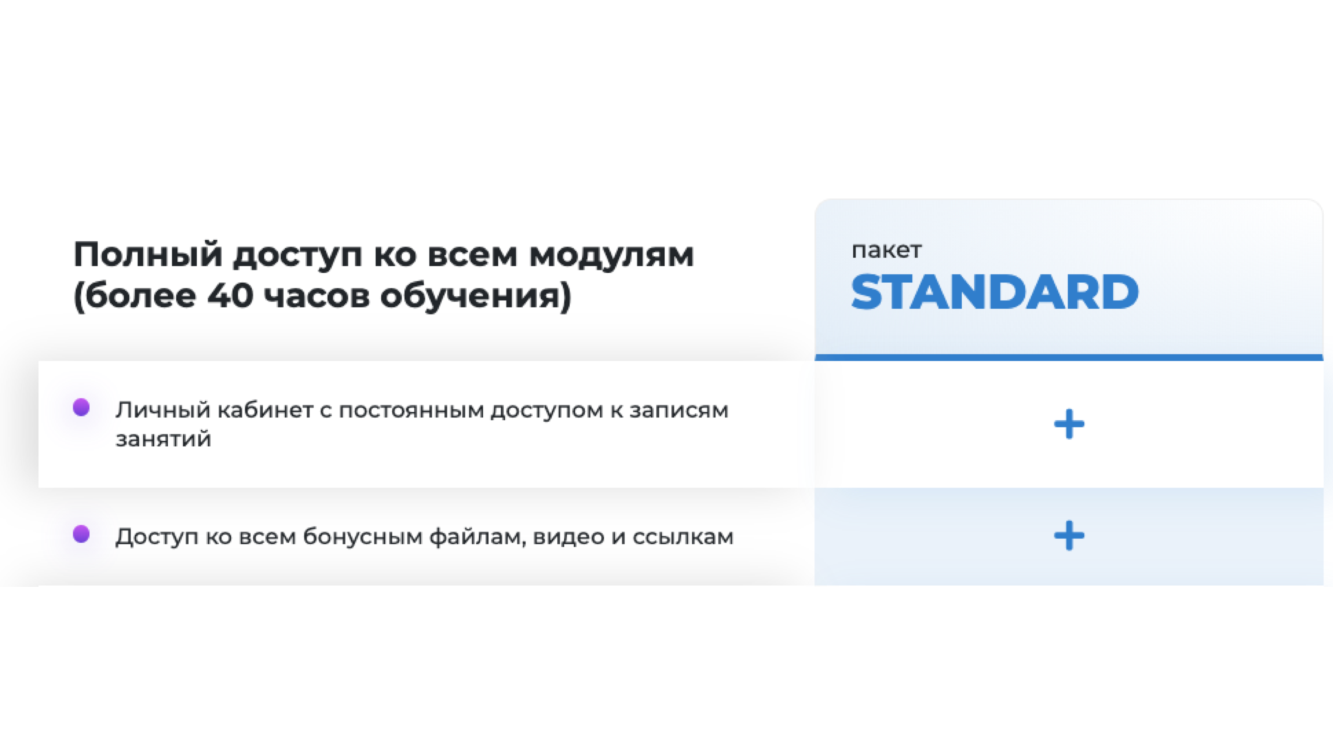 Полный доступ ко всем модулям
(более 40 часов обучения)
пакет
STANDARD
Личный кабинет с постоянным доступом к записям
занятий
+
Доступ ко всем бонусным файлам, видео и ссылкам
+